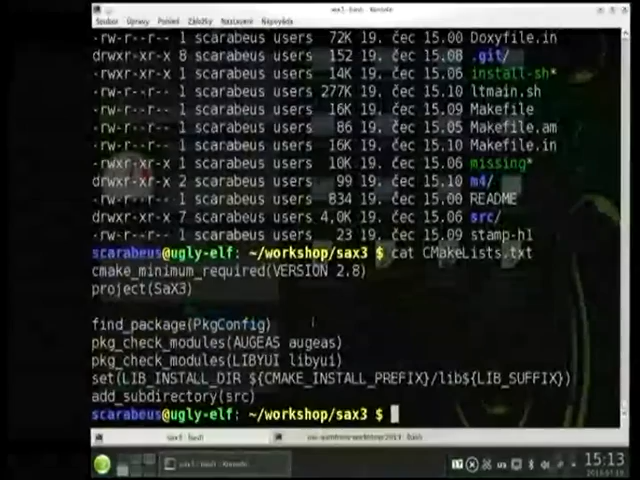 sax3 : bash - Konsole
Soubor Úpravy Pohled Záložky Nastavení Nápověda
-rw-r--r-- 1 scarabeus users 72K 19. čec 15.00 Doxyfile.in
drwxr-xr-x 8 scarabeus users 152 19. čec 15.08 .git/
-rwxr-xr-x 1 scarabeus users 14K 19. čec 15.06 install-sh*
-rw-r--r-- 1 scarabeus users 277K 19. čec 15.10 ltmain.sh
-rw-r--r-- 1 scarabeus users 16K 19. čec 15.09 Makefile
-rw-r--r-- 1 scarabeus users 86 19. čec 15.05 Makefile.am
-rw-r--r-- 1 scarabeus users 16K 19. čec 15.10 Makefile.in
-rwxr-xr-x 1 scarabeus users 10K 19. čec 15.06 missing*
drwxr-xr-x 2 scarabeus users 99 19. čec 15.10 m4/
-rw-r--r-- 1 scarabeus users 834 19. čec 15.00 README
drwxr-xr-x 7 scarabeus users 4,0K 19. čec 15.06 src/
-rw-r--r-- 1 scarabeus users 23 19. čec 15.09 stamp-h1
scarabeus@ugly-elf: ~/workshop/sax3 $ cat CMakeLists.txt
cmake_minimum_required(VERSION 2.8)
project(SaX3)
find_package(PkgConfig)
pkg_check_modules(AUGEAS augeas)
pkg_check_modules(LIBYUI libyui)
set(LIB_INSTALL_DIR ${CMAKE_INSTALL_PREFIX}/lib${LIB_SUFFIX})
add_subdirectory(src)
scarabeus@ugly-elf: ~/workshop/sax3 $
sax3 : bash
sax3 : bash - Konsole
15:13